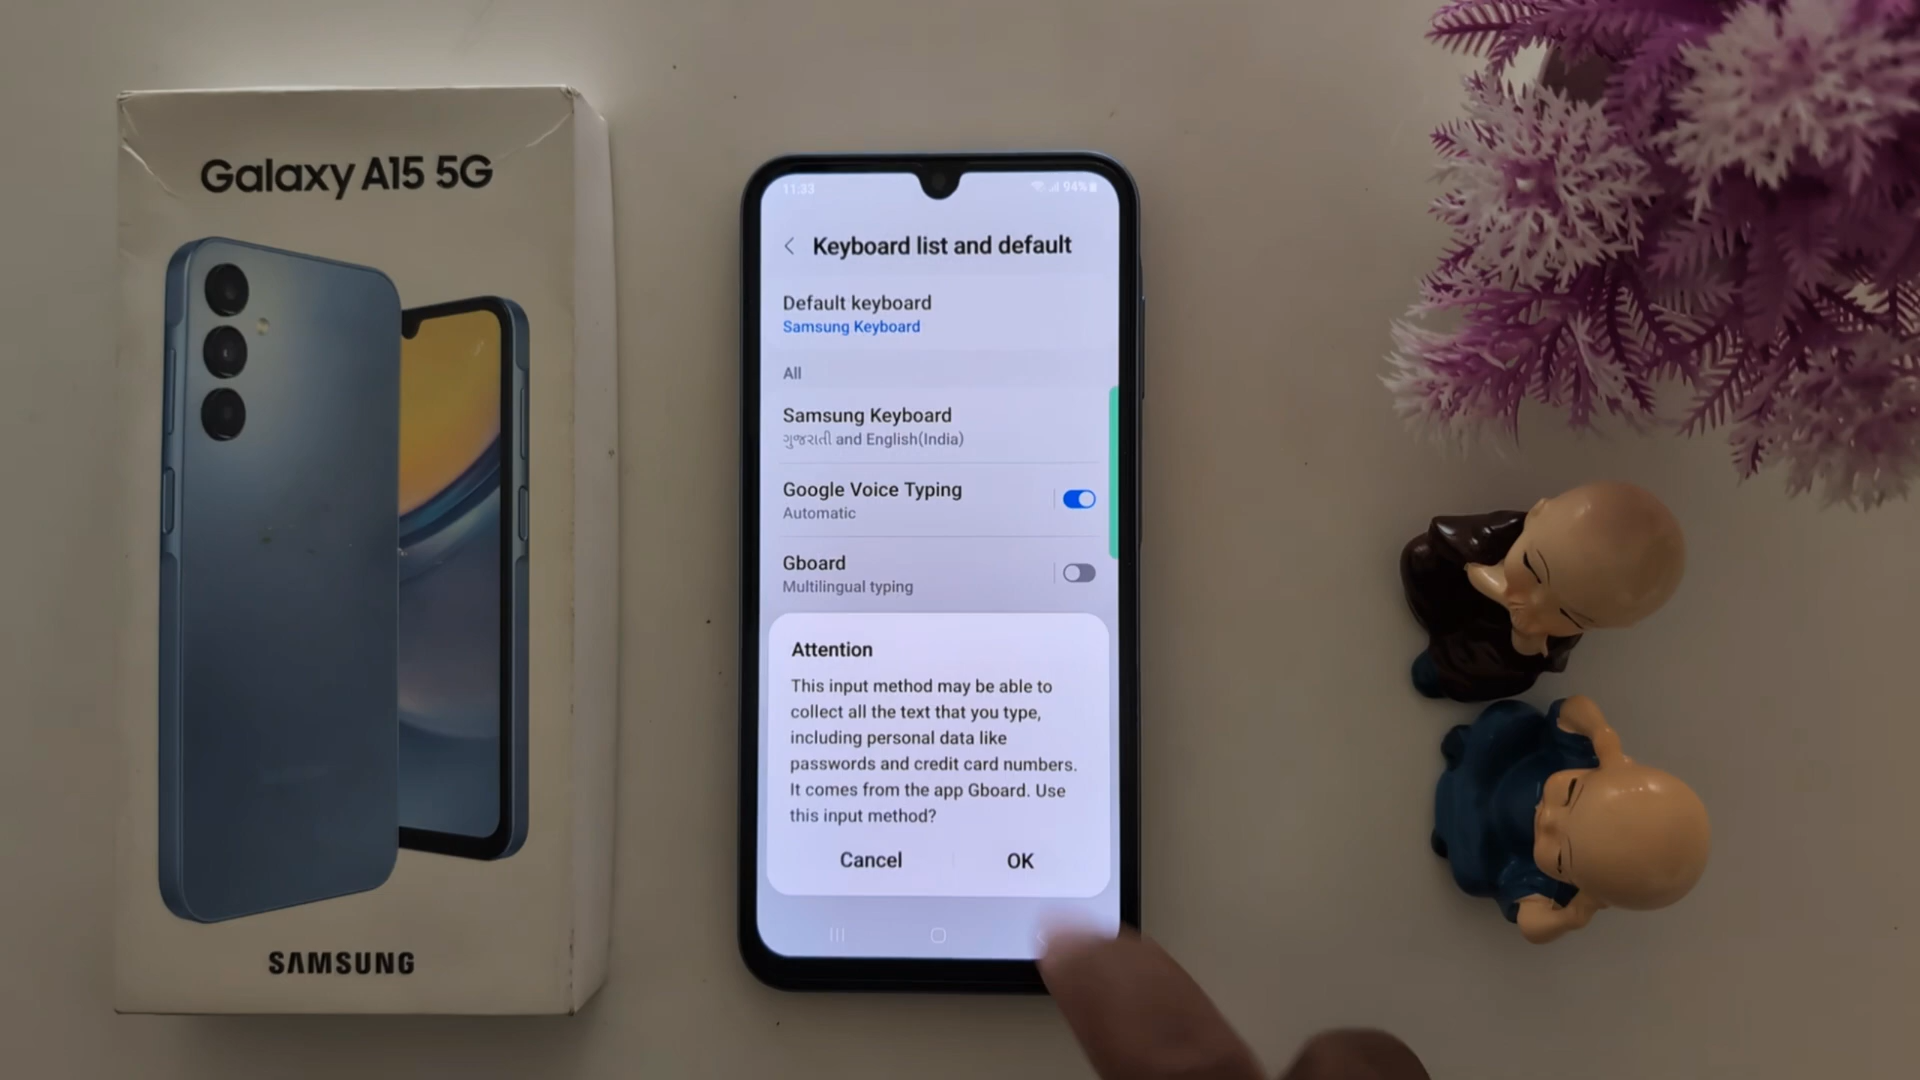 Galaxy A15 5G
SAMSUNG
11:33
94%
Keyboard list and default
Default keyboard
Samsung Keyboard
All
Samsung Keyboard
ગુજરાતી and English(India)
Google Voice Typing
Automatic
Gboard
Multilingual typing
Attention
This input method may be able to
collect all the text that you type,
including personal data like
passwords and credit card numbers.
It comes from the app Gboard. Use
this input method?
Cancel OK